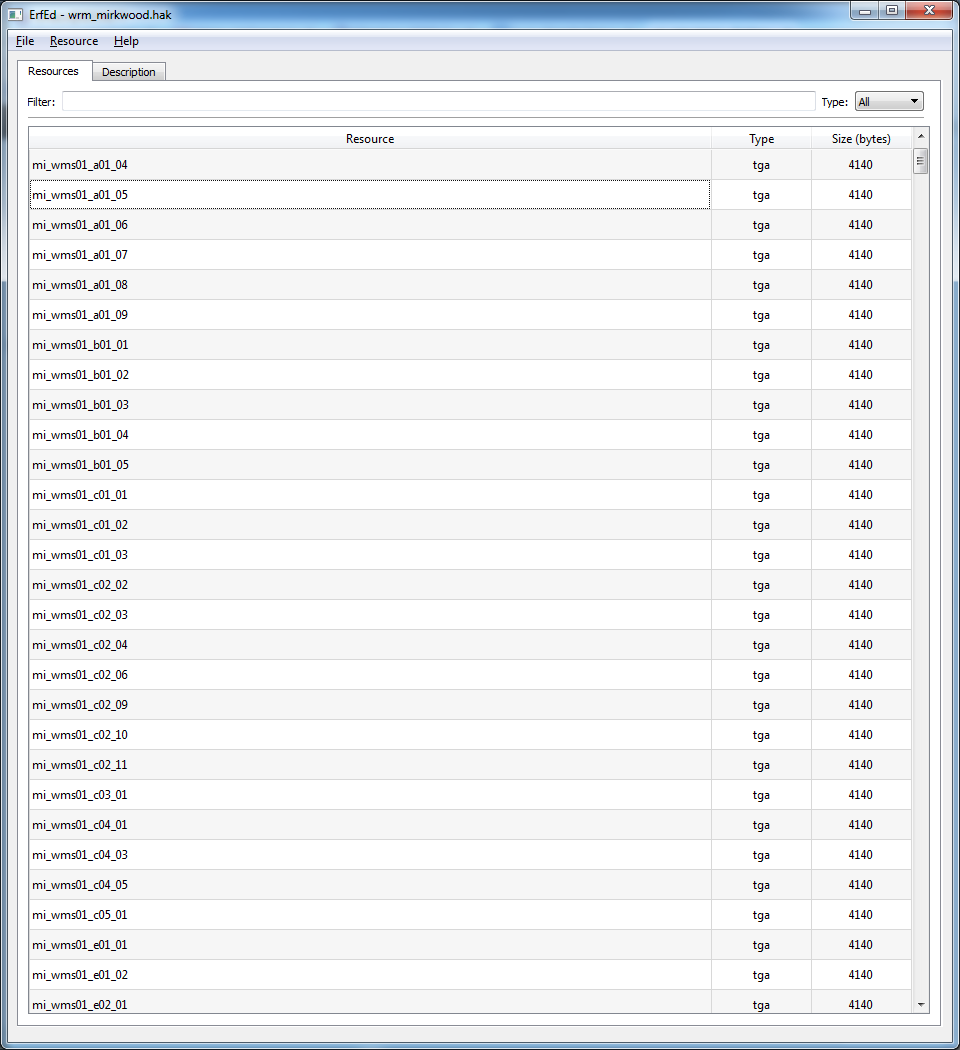 ErfEd - wrm_mirkwood.hak
File Resource Help
Resources Description
Filter: Type: All
Resource Type Size (bytes)
mi_wms01_a01_04 tga 4140
mi_wms01_a01_05 tga 4140
mi_wms01_a01_06 tga 4140
mi_wms01_a01_07 tga 4140
mi_wms01_a01_08 tga 4140
mi_wms01_a01_09 tga 4140
mi_wms01_b01_01 tga 4140
mi_wms01_b01_02 tga 4140
mi_wms01_b01_03 tga 4140
mi_wms01_b01_04 tga 4140
mi_wms01_b01_05 tga 4140
mi_wms01_c01_01 tga 4140
mi_wms01_c01_02 tga 4140
mi_wms01_c01_03 tga 4140
mi_wms01_c02_02 tga 4140
mi_wms01_c02_03 tga 4140
mi_wms01_c02_04 tga 4140
mi_wms01_c02_06 tga 4140
mi_wms01_c02_09 tga 4140
mi_wms01_c02_10 tga 4140
mi_wms01_c02_11 tga 4140
mi_wms01_c03_01 tga 4140
mi_wms01_c04_01 tga 4140
mi_wms01_c04_03 tga 4140
mi_wms01_c04_05 tga 4140
mi_wms01_c05_01 tga 4140
mi_wms01_e01_01 tga 4140
mi_wms01_e01_02 tga 4140
mi_wms01_e02_01 tga 4140